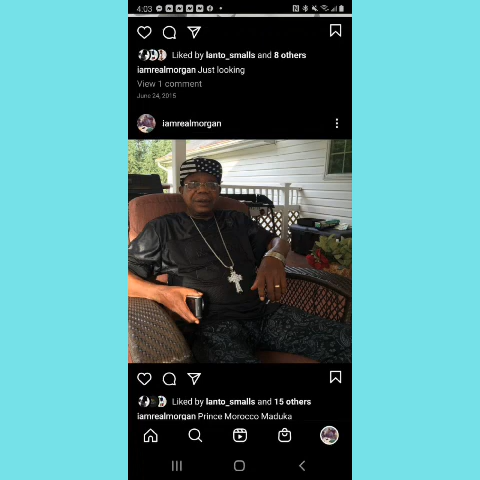 4:03
Liked by lanto_smalls and 8 others
iamrealmorgan Just looking
View 1 comment
June 24, 2015
iamrealmorgan
Liked by lanto_smalls and 15 others
iamrealmorgan Prince Morocco Maduka